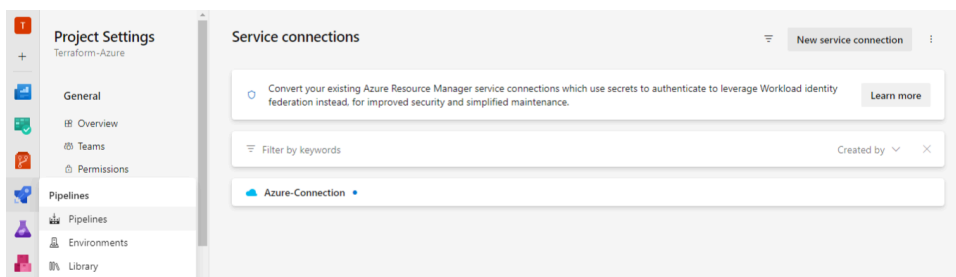 T
Project Settings
Terraform-Azure
General
Overview
Teams
Permissions
Pipelines
Pipelines
Environments
Library
Service connections
New service connection
Convert your existing Azure Resource Manager service connections which use secrets to authenticate to leverage Workload identity
federation instead, for improved security and simplified maintenance.
Learn more
Filter by keywords
Created by
Azure-Connection